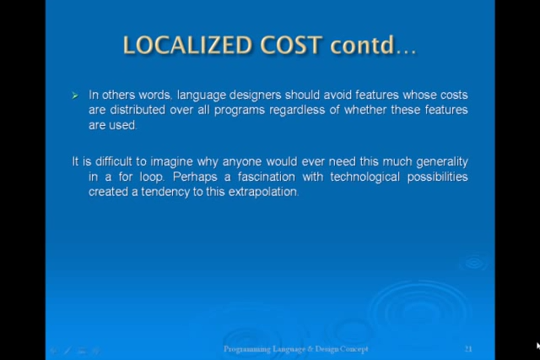 LOCALIZED COST contd...
In others words, language designers should avoid features whose costs
are distributed over all programs regardless of whether these features
are used.
It is difficult to imagine why anyone would ever need this much generality
in a for loop. Perhaps a fascination with technological possibilities
created a tendency to this extrapolation.
Programming Language & Design Concept 21